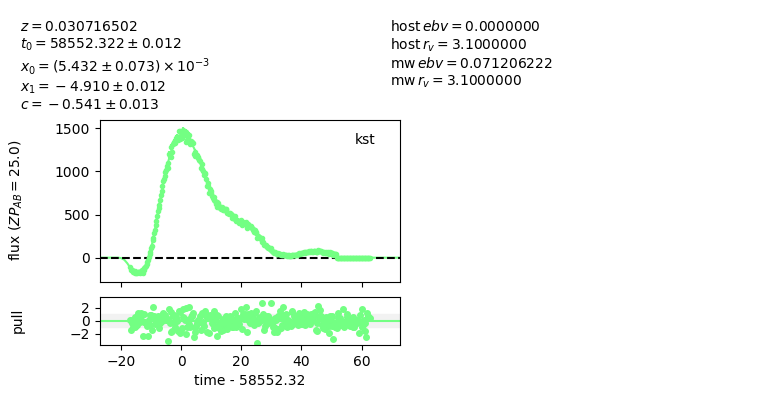 z = 0.030716502
t₀ = 58552.322 ± 0.012
x₀ = (5.432 ± 0.073) × 10⁻³
x₁ = −4.910 ± 0.012
c = −0.541 ± 0.013
host ebv = 0.0000000
host r_v = 3.1000000
mw ebv = 0.071206222
mw r_v = 3.1000000
kst
flux (ZP_AB = 25.0)
1500
1000
500
0
pull
2
0
−2
−20 0 20 40 60
time - 58552.32